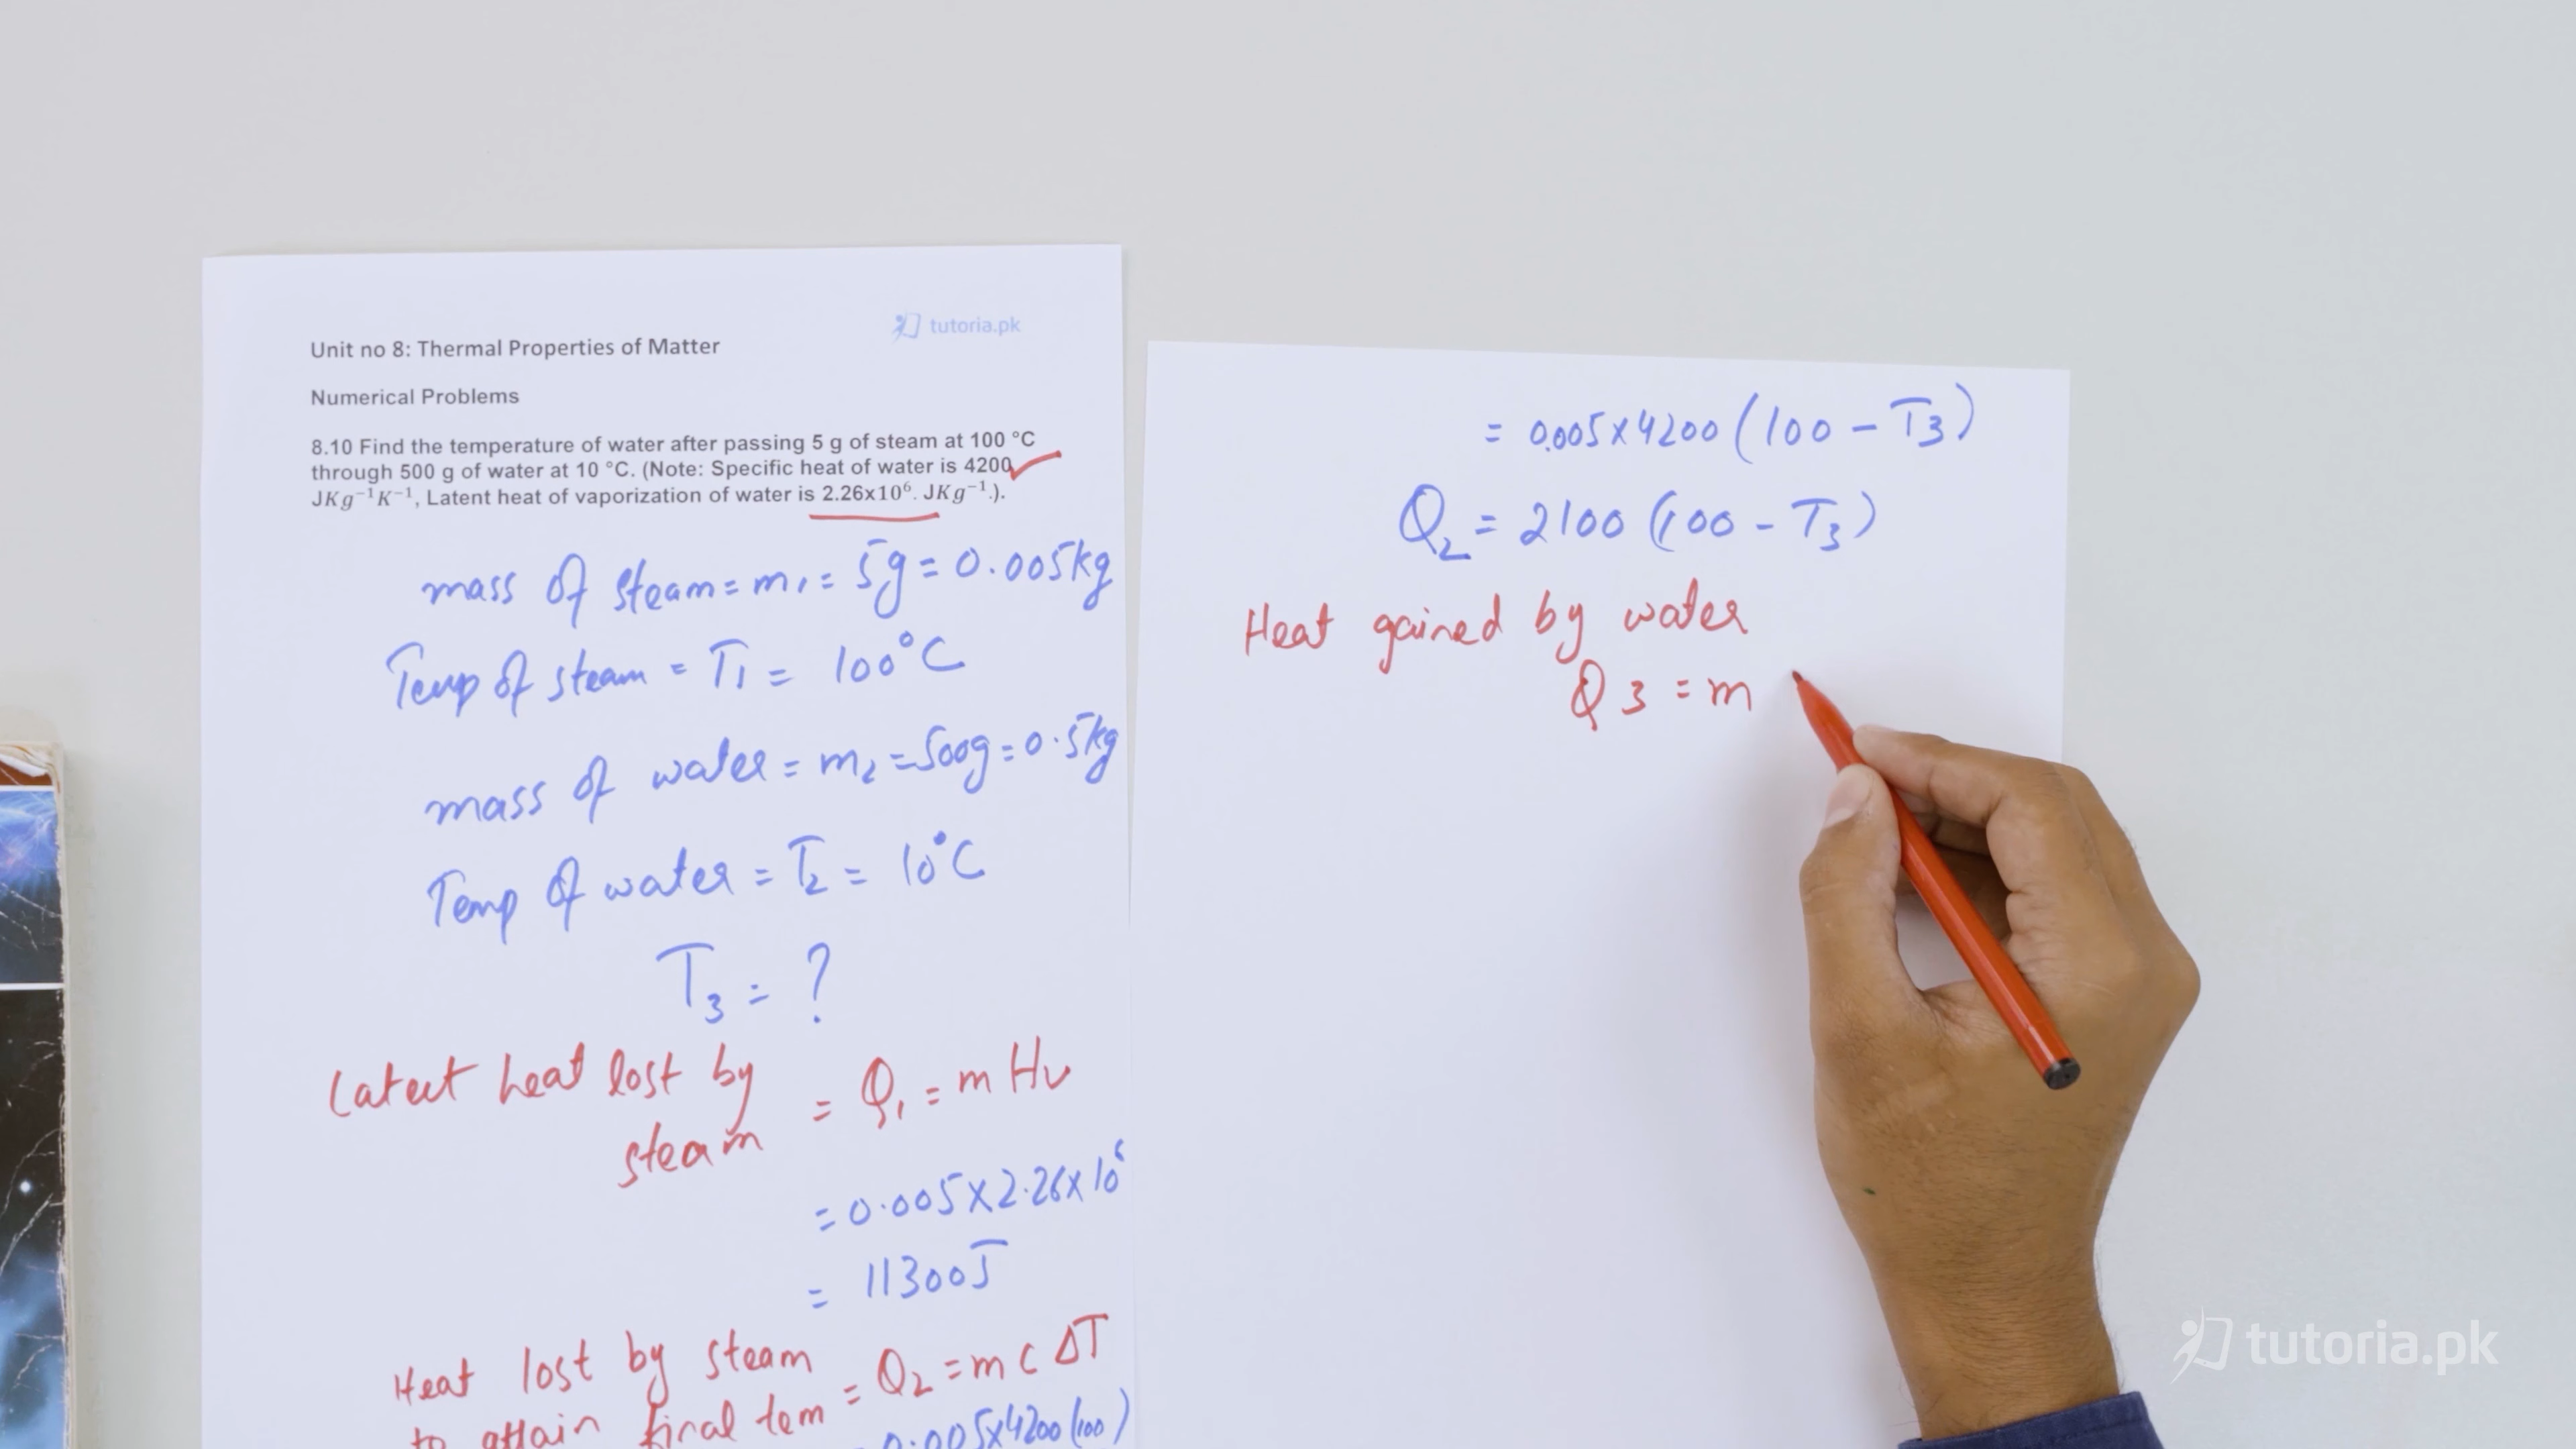 tutoria.pk
Unit no 8: Thermal Properties of Matter
Numerical Problems
8.10 Find the temperature of water after passing 5 g of steam at 100 °C
through 500 g of water at 10 °C. (Note: Specific heat of water is 4200
JKg⁻¹K⁻¹, Latent heat of vaporization of water is 2.26x10⁶. JKg⁻¹.).
mass of steam = m₁ = 5g = 0.005kg
Temp of steam = T₁ = 100°C
mass of water = m₂ = 500g = 0.5kg
Temp of water = T₂ = 10°C
T₃ = ?
Latent heat lost by
steam = Q₁ = m Hv
= 0.005 x 2.26 x 10⁶
= 11300J
Heat lost by steam
to attain final tem = Q₂ = m c ΔT
0.005x4200(100)
= 0.005 x 4200 (100 - T₃)
Q₂ = 2100 (100 - T₃)
Heat gained by water
Q3 = m
tutoria.pk